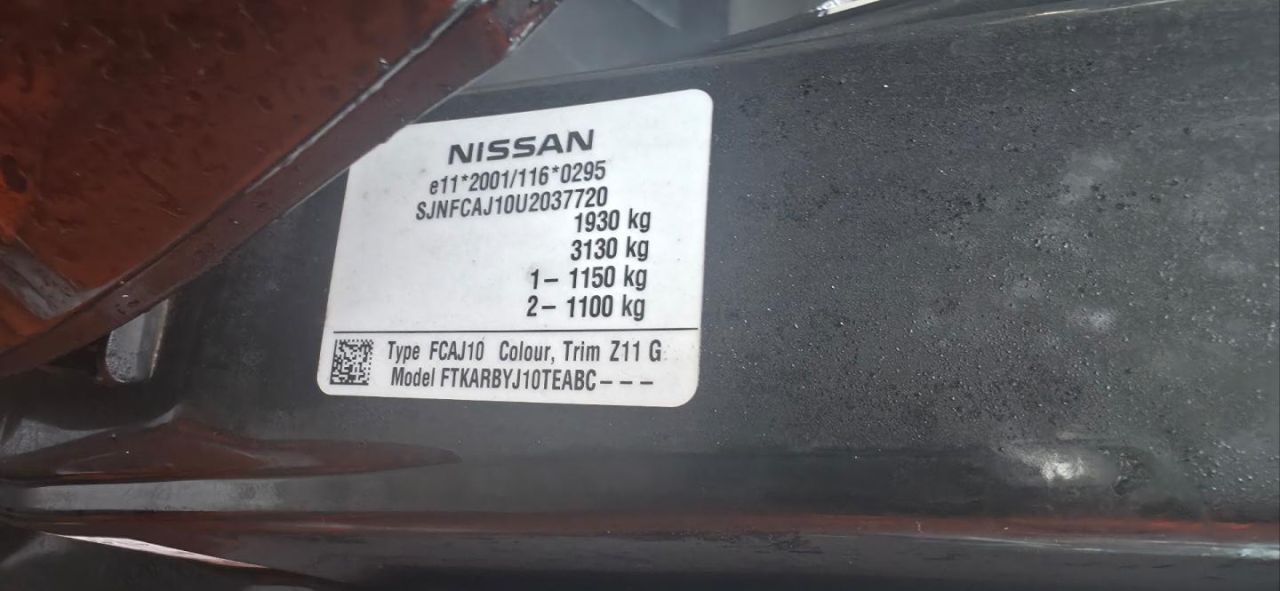 NISSAN
e11*2001/116*0295
SJNFCAJ10U2037720
1930 kg
3130 kg
1– 1150 kg
2– 1100 kg
Type FCAJ10 Colour, Trim Z11 G
Model FTKARBYJ10TEABC– – –